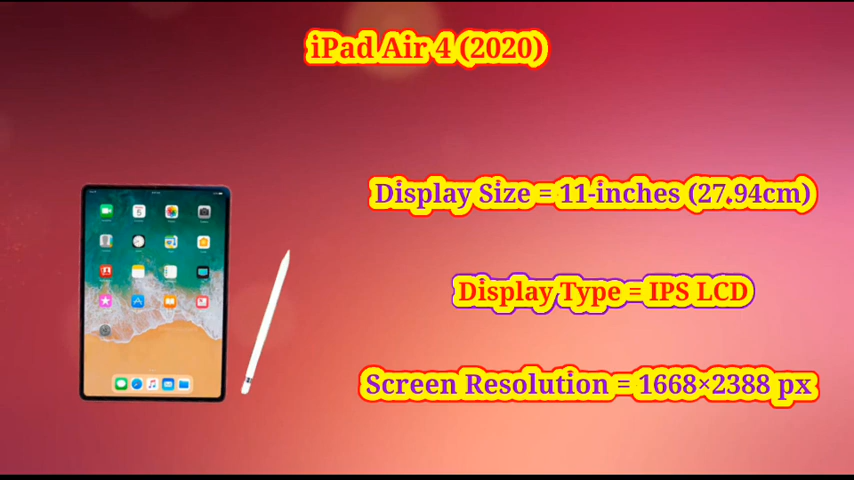 iPad Air 4 (2020)
Display Size = 11-inches (27.94cm)
Display Type = IPS LCD
Screen Resolution = 1668×2388 px